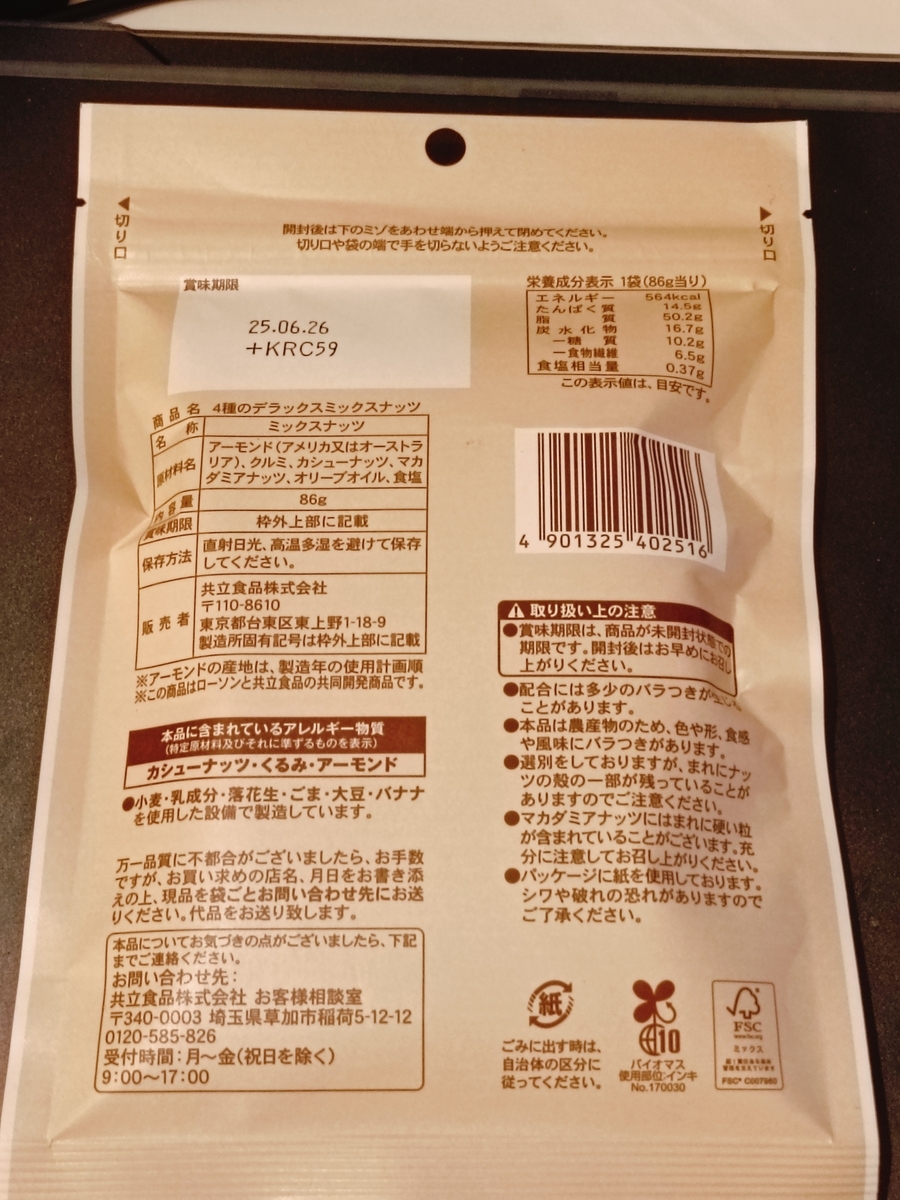 切り口
開封後は下のミゾをあわせ端から押えて閉めてください。
切り口や袋の端で手を切らないようご注意ください。
切り口
賞味期限
25.06.26
+KRC59
栄養成分表示 1袋(86g当り)
エネルギー 564kcal
たんぱく質 14.5g
脂質 50.2g
炭水化物 16.7g
ー糖質 10.2g
ー食物繊維 6.5g
食塩相当量 0.37g
この表示値は、目安です。
商品名 4種のデラックスミックスナッツ
名称 ミックスナッツ
原材料名 アーモンド(アメリカ又はオーストラ
リア)、クルミ、カシューナッツ、マカ
ダミアナッツ、オリーブオイル、食塩
内容量 86g
賞味期限 枠外上部に記載
保存方法 直射日光、高温多湿を避けて保存
してください。
販売者 共立食品株式会社
〒110-8610
東京都台東区東上野1-18-9
製造所固有記号は枠外上部に記載
※アーモンドの産地は、製造年の使用計画順
※この商品はローソンと共立食品の共同開発商品です。
本品に含まれているアレルギー物質
(特定原材料及びそれに準ずるものを表示)
カシューナッツ・くるみ・アーモンド
●小麦・乳成分・落花生・ごま・大豆・バナナ
を使用した設備で製造しています。
万一品質に不都合がございましたら、お手数
ですが、お買い求めの店名、月日をお書き添
えの上、現品を袋ごとお問い合わせ先にお送
りください。代品をお送り致します。
本品についてお気づきの点がございましたら、下記
までご連絡ください。
お問い合わせ先:
共立食品株式会社 お客様相談室
〒340-0003 埼玉県草加市稲荷5-12-12
0120-585-826
受付時間:月～金(祝日を除く)
9:00～17:00
4 901325 402516
取り扱い上の注意
●賞味期限は、商品が未開封状態での
期限です。開封後はお早めにお召し
上がりください。
●配合には多少のバラつきが生じる
ことがあります。
●本品は農産物のため、色や形、食感
や風味にバラつきがあります。
●選別をしておりますが、まれにナッ
ツの殻の一部が残っていることが
ありますのでご注意ください。
●マカダミアナッツにはまれに硬い粒
が含まれていることがございます。充
分に注意してお召し上がりください。
●パッケージに紙を使用しております。
シワや破れの恐れがありますので
ご了承ください。
紙
ごみに出す時は、
自治体の区分に
従ってください。
10
バイオマス
使用部位:インキ
No.170030
FSC
www.fsc.org
ミックス
FSC® C007980